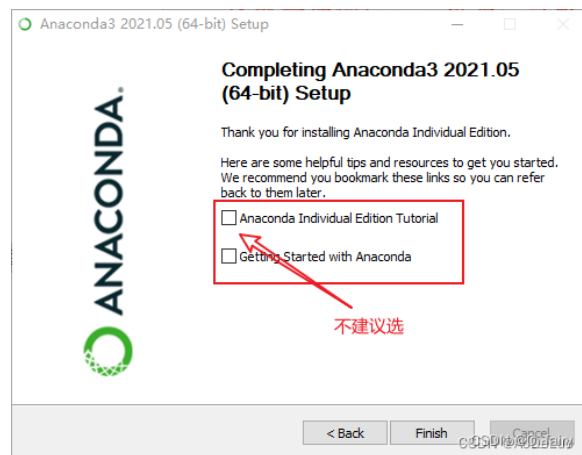 Anaconda3 2021.05 (64-bit) Setup
Completing Anaconda3 2021.05
(64-bit) Setup
Thank you for installing Anaconda Individual Edition.
Here are some helpful tips and resources to get you started.
We recommend you bookmark these links so you can refer
back to them later.
Anaconda Individual Edition Tutorial
Getting Started with Anaconda
不建议选
ANACONDA.
< Back
Finish
Cancel